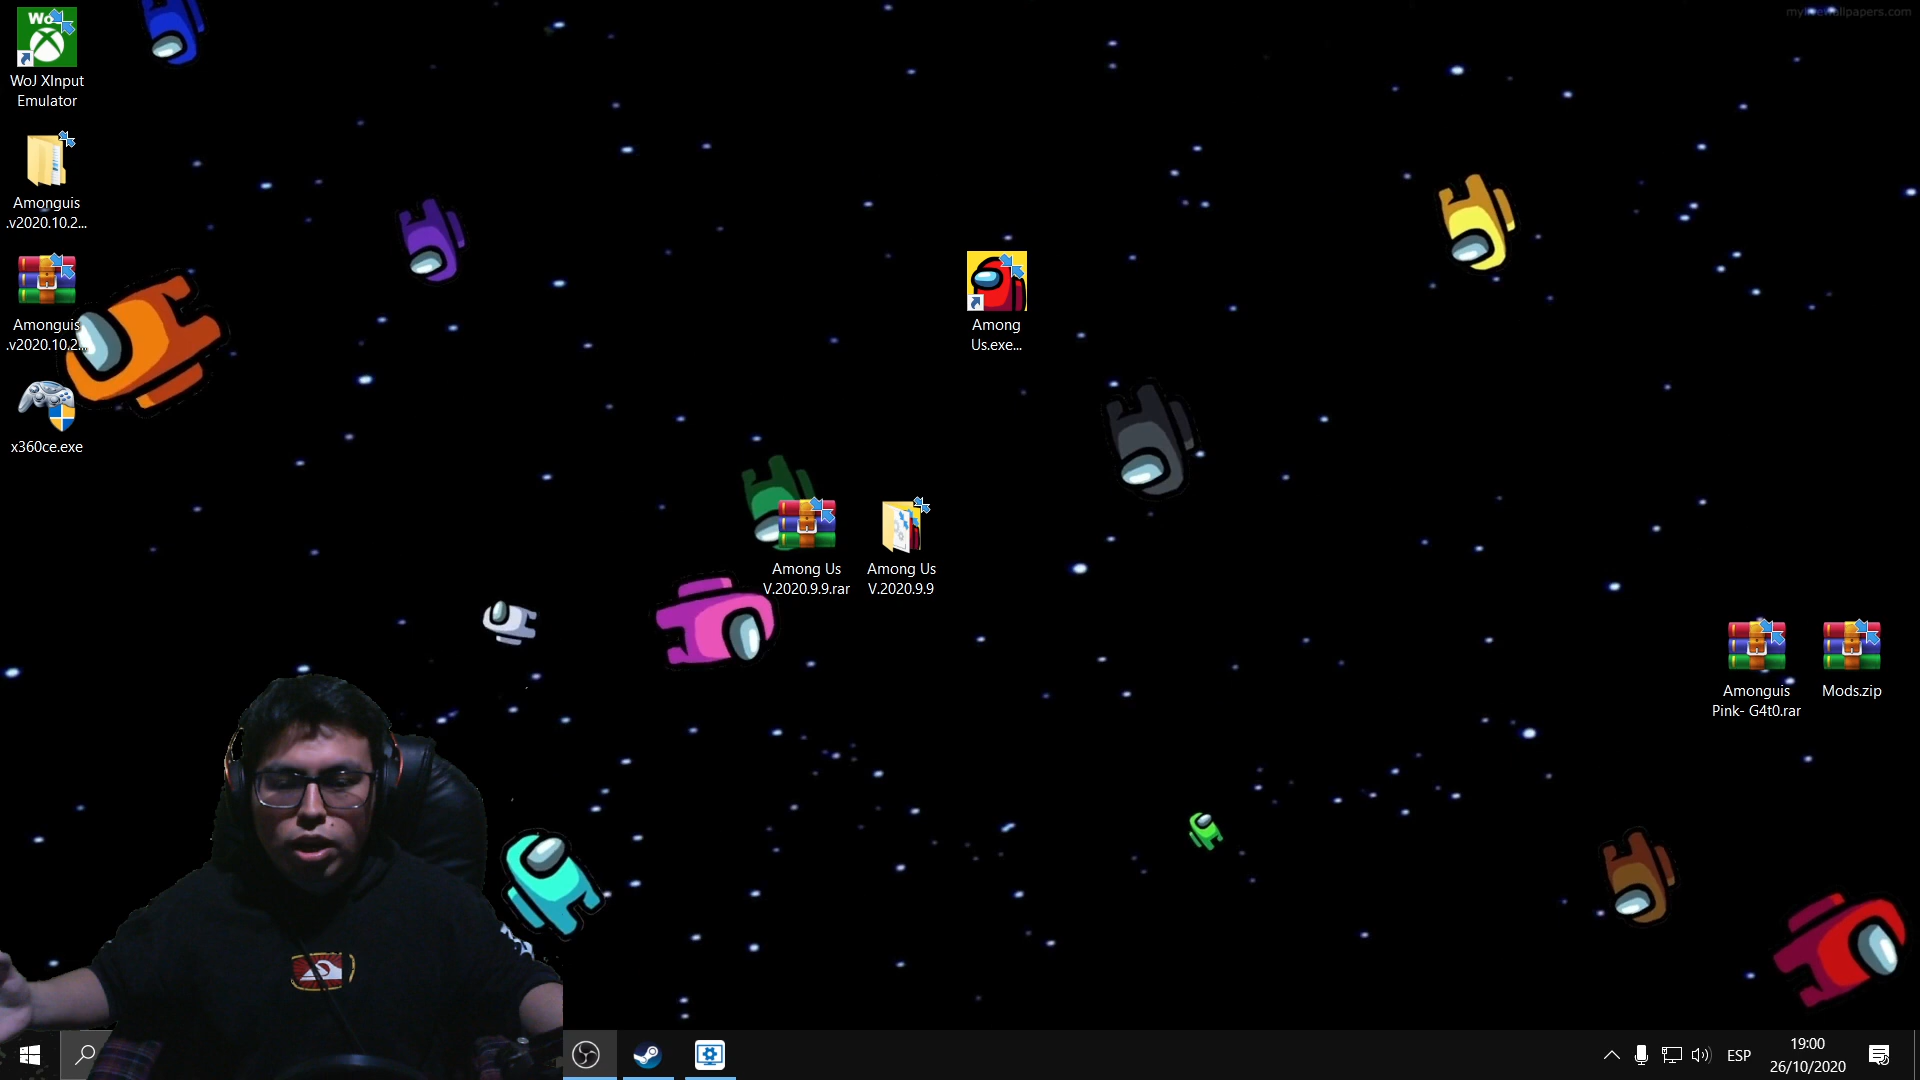 mylivewallpapers.com
WoJ XInput
Emulator
Amonguis
.v2020.10.2...
Amonguis
.v2020.10.2...
x360ce.exe
Among
Us.exe...
Among Us
V.2020.9.9.rar
Among Us
V.2020.9.9
Amonguis
Pink- G4t0.rar
Mods.zip
ESP
19:00
26/10/2020